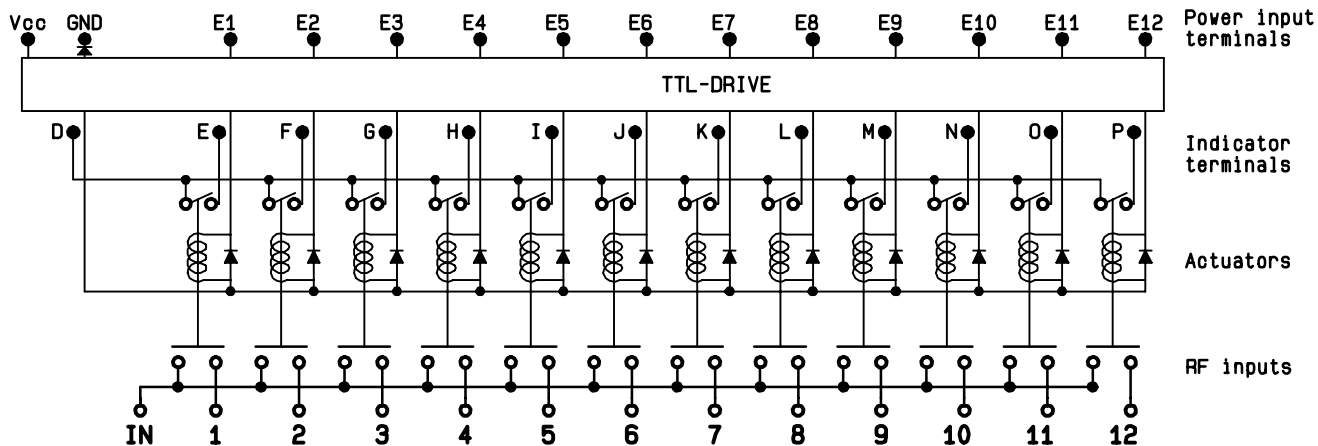 Vcc GND E1 E2 E3 E4 E5 E6 E7 E8 E9 E10 E11 E12 Power input
terminals
TTL-DRIVE
D E F G H I J K L M N O P Indicator
terminals
Actuators
RF inputs
IN 1 2 3 4 5 6 7 8 9 10 11 12